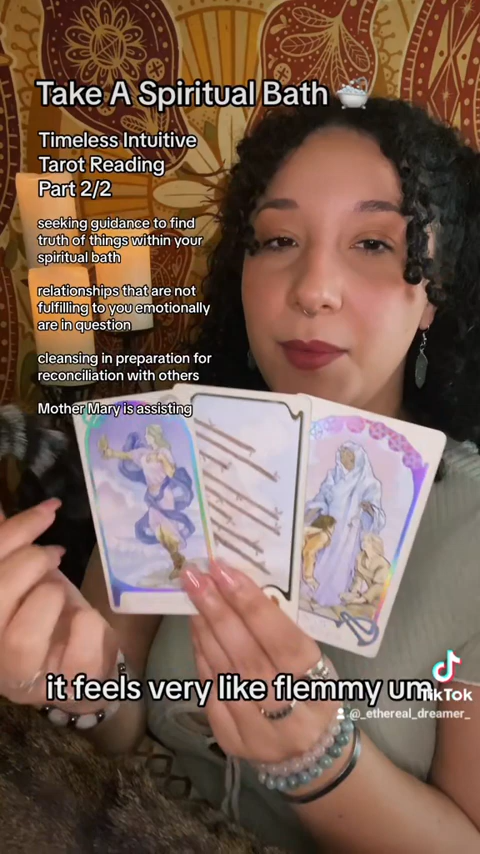 Take A Spiritual Bath 🛁
Timeless Intuitive
Tarot Reading
Part 2/2
seeking guidance to find
truth of things within your
spiritual bath
relationships that are not
fulfilling to you emotionally
are in question
cleansing in preparation for
reconciliation with others
Mother Mary is assisting
it feels very like flemmy um
TikTok
@_ethereal_dreamer_